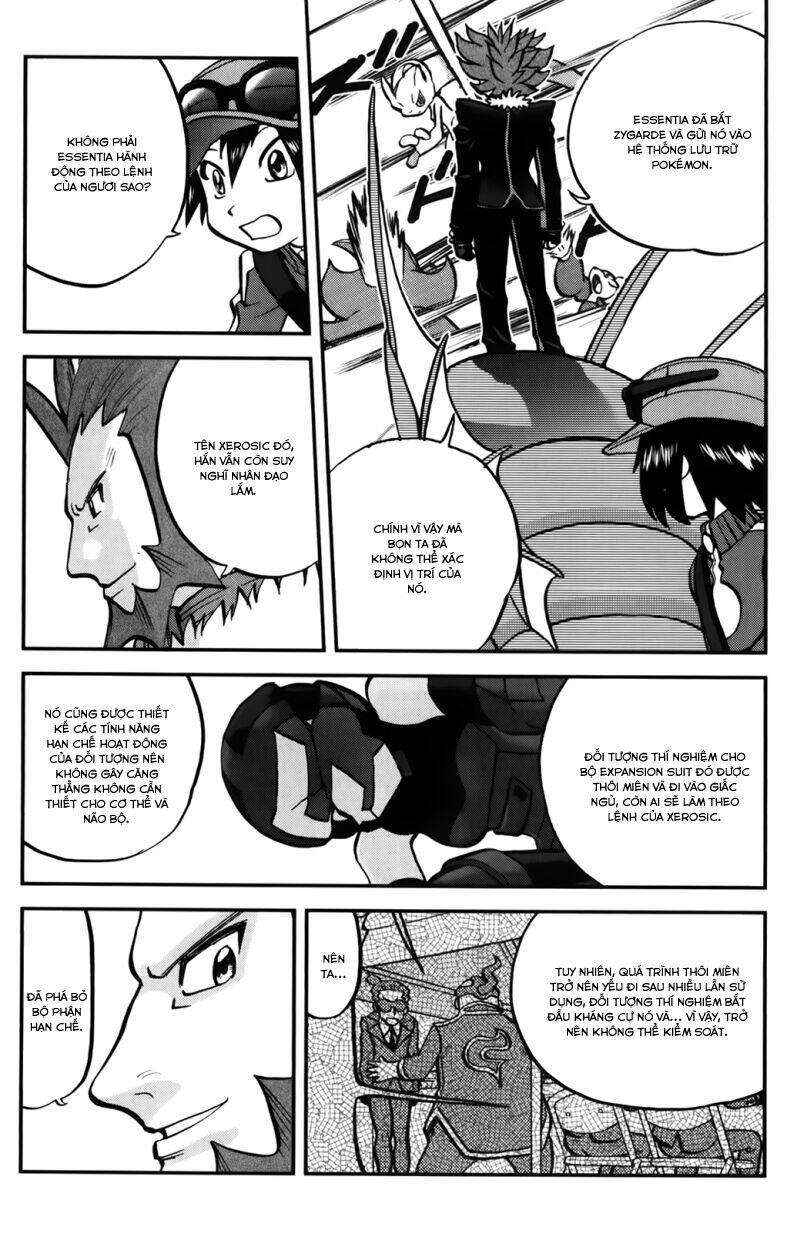 ESSENTIA ĐÃ BẮT
ZYGARDE VÀ GỬI NÓ VÀO
HỆ THỐNG LƯU TRỮ
POKÉMON.
KHÔNG PHẢI
ESSENTIA HÀNH
ĐỘNG THEO LỆNH
CỦA NGƯƠI SAO?
CHÍNH VÌ VẬY MÀ
BỌN TA ĐÃ
KHÔNG THỂ XÁC
ĐỊNH VỊ TRÍ CỦA
NÓ.
TÊN XEROSIC ĐÓ,
HẮN VẪN CÒN SUY
NGHĨ NHÂN ĐẠO
LẮM.
ĐỐI TƯỢNG THÍ NGHIỆM CHO
BỘ EXPANSION SUIT ĐÓ ĐƯỢC
THÔI MIÊN VÀ ĐI VÀO GIẤC
NGỦ, CÒN AI SẼ LÀM THEO
LỆNH CỦA XEROSIC.
NÓ CŨNG ĐƯỢC THIẾT
KẾ CÁC TÍNH NĂNG
HẠN CHẾ HOẠT ĐỘNG
CỦA ĐỐI TƯỢNG NÊN
KHÔNG GÂY CĂNG
THẲNG KHÔNG CẦN
THIẾT CHO CƠ THỂ VÀ
NÃO BỘ.
TUY NHIÊN, QUÁ TRÌNH THÔI MIÊN
TRỞ NÊN YẾU ĐI SAU NHIỀU LẦN SỬ
DỤNG, ĐỐI TƯỢNG THÍ NGHIỆM BẮT
ĐẦU KHÁNG CỰ NÓ VÀ... VÌ VẬY, TRỞ
NÊN KHÔNG THỂ KIỂM SOÁT.
NÊN
TA...
ĐÃ PHÁ BỎ
BỘ PHẬN
HẠN CHẾ.